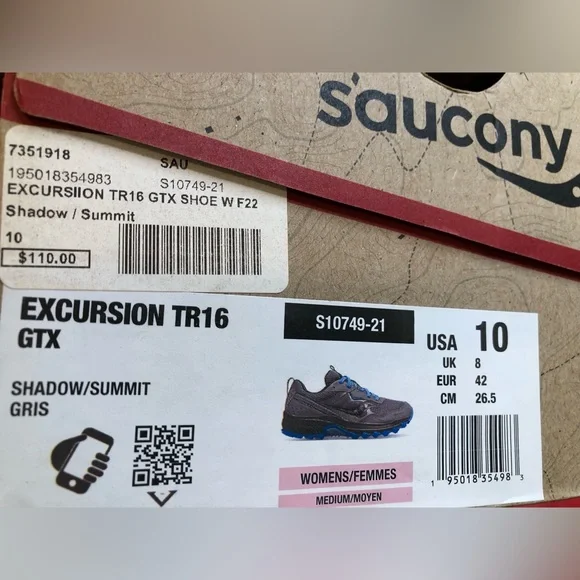 saucony
7351918
SAU
195018354983 S10749-21
EXCURSIION TR16 GTX SHOE W F22
Shadow / Summit
10
$110.00
EXCURSION TR16
GTX
SHADOW/SUMMIT
GRIS
S10749-21
WOMENS/FEMMES
MEDIUM/MOYEN
USA 10
UK 8
EUR 42
CM 26.5
1 95018 35498 3